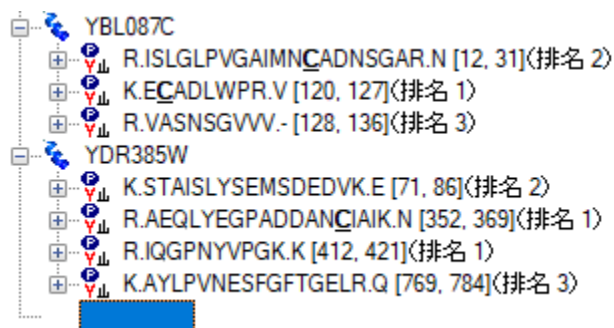 YBL087C
R.ISLGLPVGAIMNCADNSGAR.N [12, 31](排名 2)
K.ECADLWPR.V [120, 127](排名 1)
R.VASNSGVVV.- [128, 136](排名 3)
YDR385W
K.STAISLYSEMSDEDVK.E [71, 86](排名 2)
R.AEQLYEGPADDANCIAIK.N [352, 369](排名 1)
R.IQGPNYVPGK.K [412, 421](排名 1)
K.AYLPVNESFGFTGELR.Q [769, 784](排名 3)